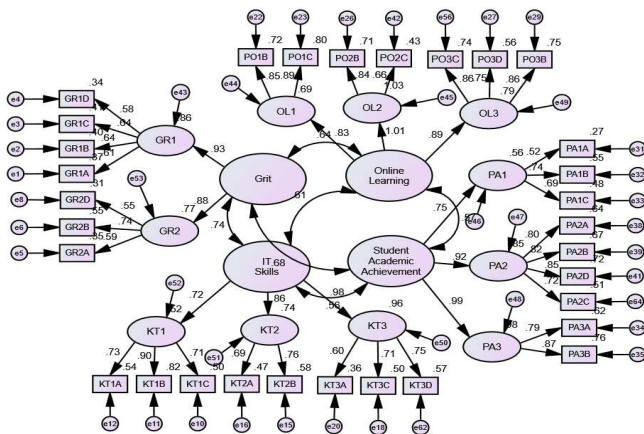 e22
e23
e26
e42
e56
e27
e29
.72
.80
.71
.43
.74
.56
.75
PO1B
PO1C
PO2B
PO2C
PO3C
PO3D
PO3B
.85
.89
.84
.66
.86
.75
.86
e44
.69
1.03
.79
OL1
OL2
e45
OL3
e49
.34
e4
GR1D
e43
.58
.86
e3
GR1C
.64
.40
GR1
e2
GR1B
.64
.61
e1
GR1A
.37
.93
.64
.83
1.01
.89
.31
e53
e8
GR2D
.55
.77
.88
.55
e6
GR2B
.74
GR2
.35
.59
e5
GR2A
Grit
Online
Learning
.61
.74
.27
.52
PA1A
e31
.56
.55
PA1
.74
PA1B
e32
.48
.69
PA1C
e33
.75
e46
.64
e47
PA2A
e38
.80
.67
.85
.82
PA2B
e39
PA2
.72
.85
PA2D
e41
.51
.72
PA2C
e64
.92
IT
Skills
.68
Student
Academic
Achievement
.98
.99
e48
.62
.98
.79
PA3A
e34
PA3
.76
.87
PA3B
e35
e52
.72
.52
.86
.74
.56
.96
KT1
KT2
KT3
e50
e51
.73
.90
.71
.69
.76
.60
.71
.75
.54
.82
.50
.47
.58
.36
.50
.57
KT1A
KT1B
KT1C
KT2A
KT2B
KT3A
KT3C
KT3D
e12
e11
e10
e16
e15
e20
e18
e62